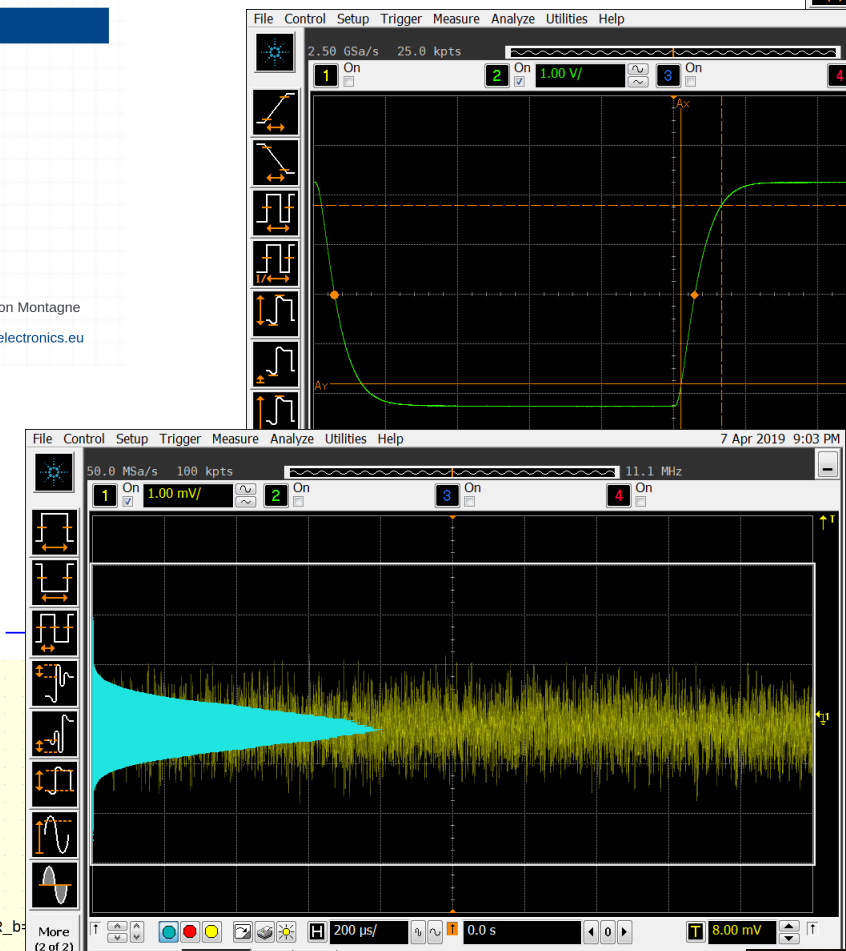 File Control Setup Trigger Measure Analyze Utilities Help
2.50 GSa/s 25.0 kpts
1 On 2 On 1.00 V/ 3 On 4
Ax
on Montagne
electronics.eu
Ay
File Control Setup Trigger Measure Analyze Utilities Help 7 Apr 2019 9:03 PM
50.0 MSa/s 100 kpts 11.1 MHz
1 On 1.00 mV/ 2 On 3 On 4 On
T
1/
1
R_b=
More
(2 of 2)
H 200 µs/ 0.0 s 0 T 8.00 mV